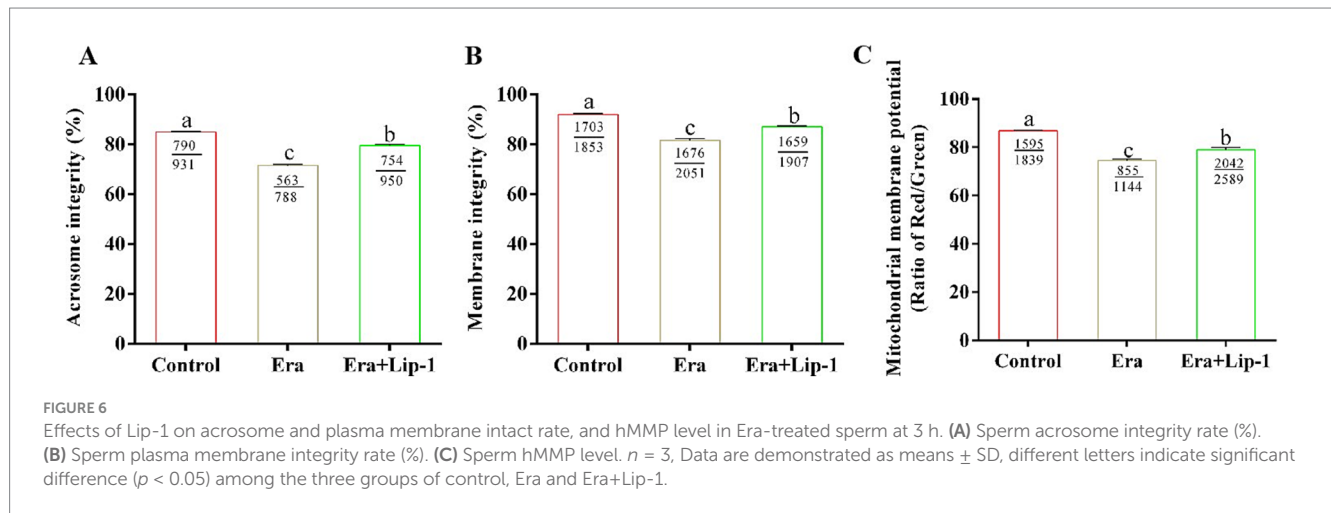 A
Acrosome integrity (%)
100
80
60
40
20
0
a
790
931
c
563
788
b
754
950
Control Era Era+Lip-1
B
Membrane integrity (%)
100
80
60
40
20
0
a
1703
1853
c
1676
2051
b
1659
1907
Control Era Era+Lip-1
C
Mitochondrial membrane potential
(Ratio of Red/Green)
100
80
60
40
20
0
a
1595
1839
c
855
1144
b
2042
2589
Control Era Era+Lip-1
FIGURE 6
Effects of Lip-1 on acrosome and plasma membrane intact rate, and hMMP level in Era-treated sperm at 3 h. (A) Sperm acrosome integrity rate (%).
(B) Sperm plasma membrane integrity rate (%). (C) Sperm hMMP level. n = 3, Data are demonstrated as means ± SD, different letters indicate significant
difference (p < 0.05) among the three groups of control, Era and Era+Lip-1.